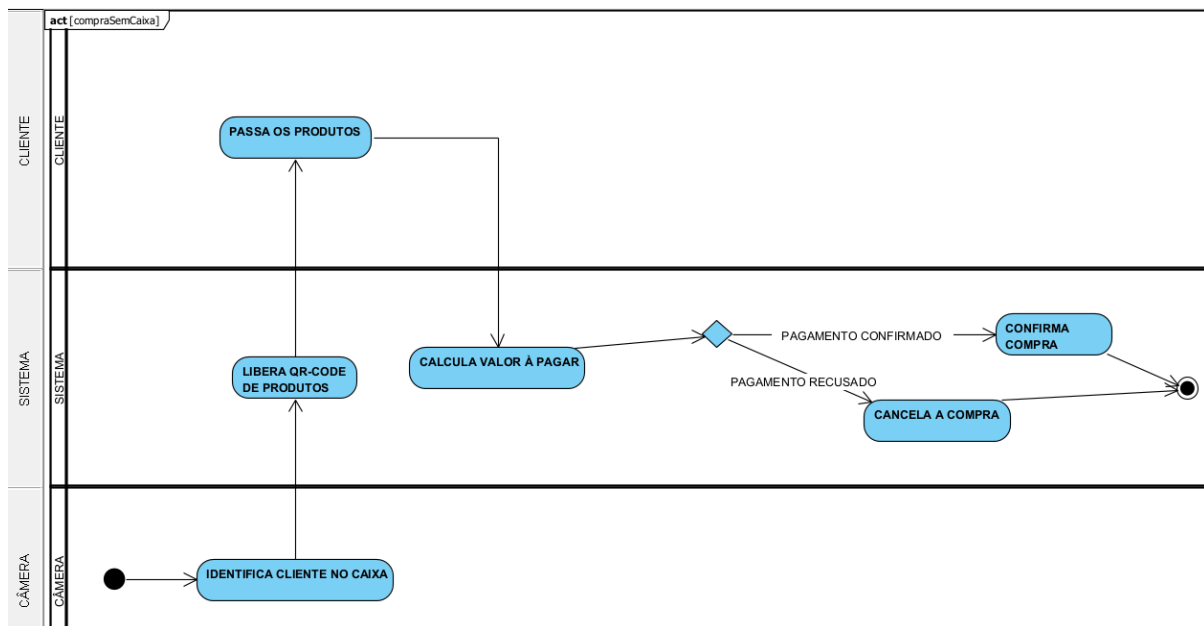 act [compraSemCaixa]
CLIENTE
CLIENTE
PASSA OS PRODUTOS
SISTEMA
SISTEMA
LIBERA QR-CODE
DE PRODUTOS
CALCULA VALOR À PAGAR
PAGAMENTO CONFIRMADO
CONFIRMA
COMPRA
PAGAMENTO RECUSADO
CANCELA A COMPRA
CÂMERA
CÂMERA
IDENTIFICA CLIENTE NO CAIXA